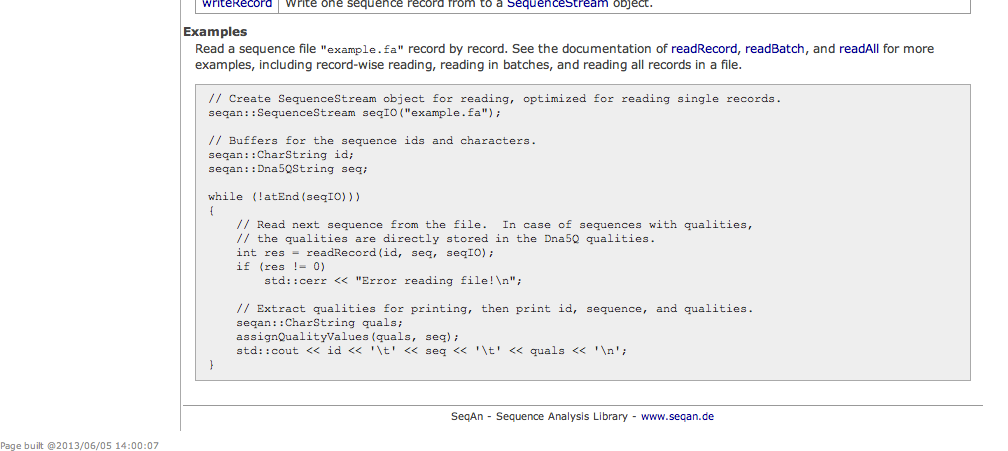 writeRecord Write one sequence record from to a SequenceStream object.
Examples
Read a sequence file "example.fa" record by record. See the documentation of readRecord, readBatch, and readAll for more
examples, including record-wise reading, reading in batches, and reading all records in a file.
// Create SequenceStream object for reading, optimized for reading single records.
seqan::SequenceStream seqIO("example.fa");
// Buffers for the sequence ids and characters.
seqan::CharString id;
seqan::Dna5QString seq;
while (!atEnd(seqIO)))
{
// Read next sequence from the file.  In case of sequences with qualities,
// the qualities are directly stored in the Dna5Q qualities.
int res = readRecord(id, seq, seqIO);
if (res != 0)
std::cerr << "Error reading file!\n";
// Extract qualities for printing, then print id, sequence, and qualities.
seqan::CharString quals;
assignQualityValues(quals, seq);
std::cout << id << '\t' << seq << '\t' << quals << '\n';
}
SeqAn - Sequence Analysis Library - www.seqan.de
Page built @2013/06/05 14:00:07